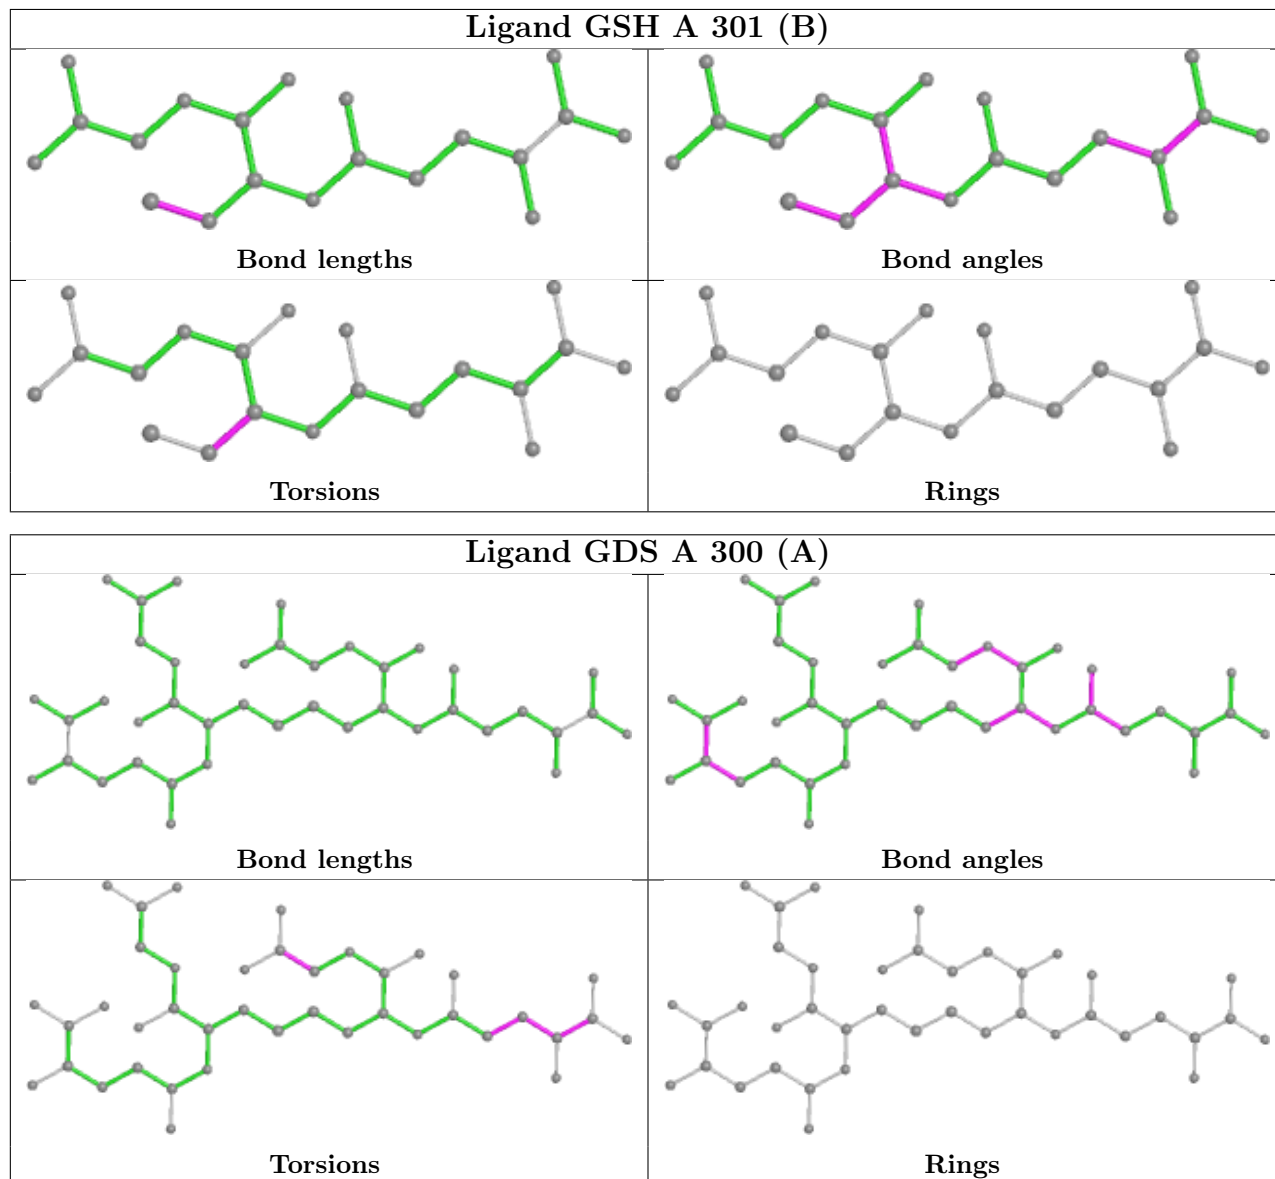 Ligand GSH A 301 (B)
Bond lengths
Bond angles
Torsions
Rings
Ligand GDS A 300 (A)
Bond lengths
Bond angles
Torsions
Rings